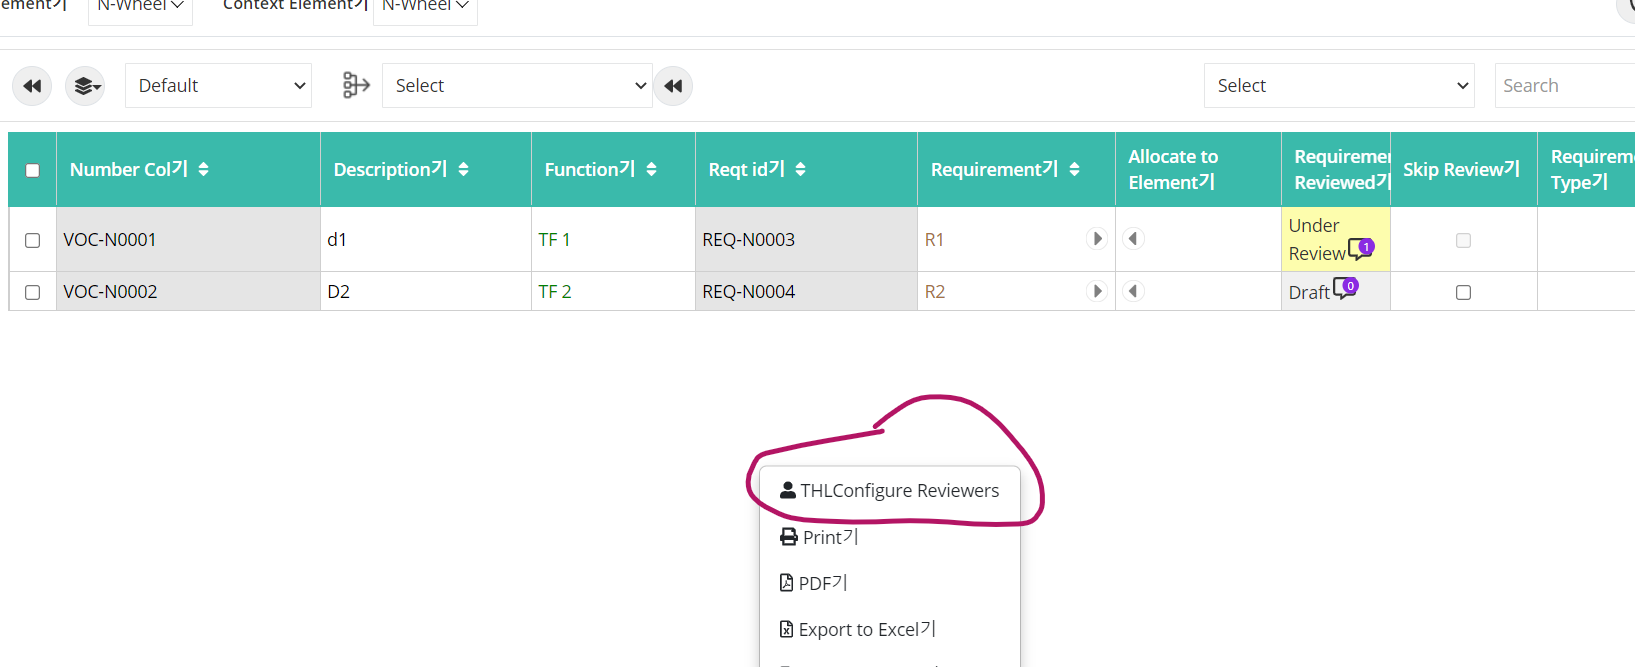 ement기 N-Wheel Context Element기 N-Wheel
Default Select Select Search
Number Col기 Description기 Function기 Reqt id기 Requirement기 Allocate to Element기 Requiremen Reviewed기 Skip Review기 Requirem Type기
VOC-N0001 d1 TF 1 REQ-N0003 R1 Under Review 1
VOC-N0002 D2 TF 2 REQ-N0004 R2 Draft 0
THLConfigure Reviewers
Print기
PDF기
Export to Excel기